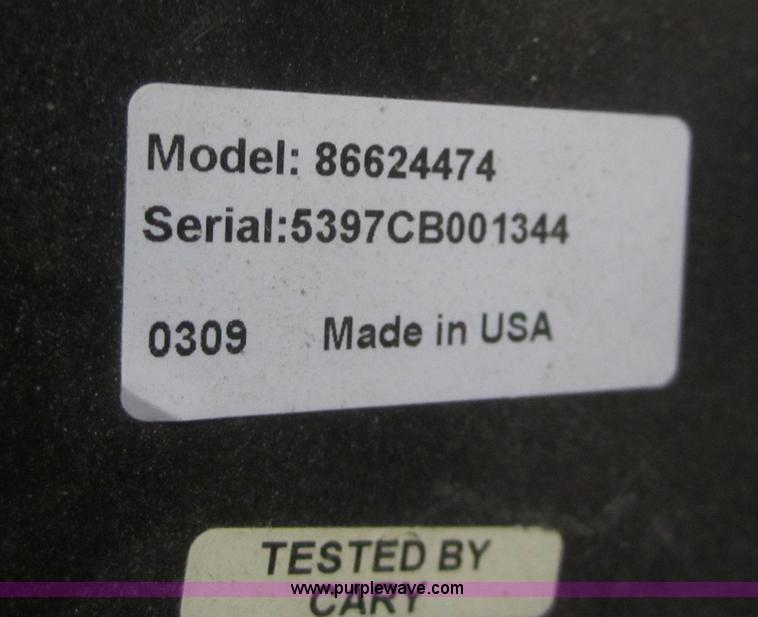 Model: 86624474
Serial:5397CB001344
0309 Made in USA
TESTED BY
www.purplewave.com
CARY